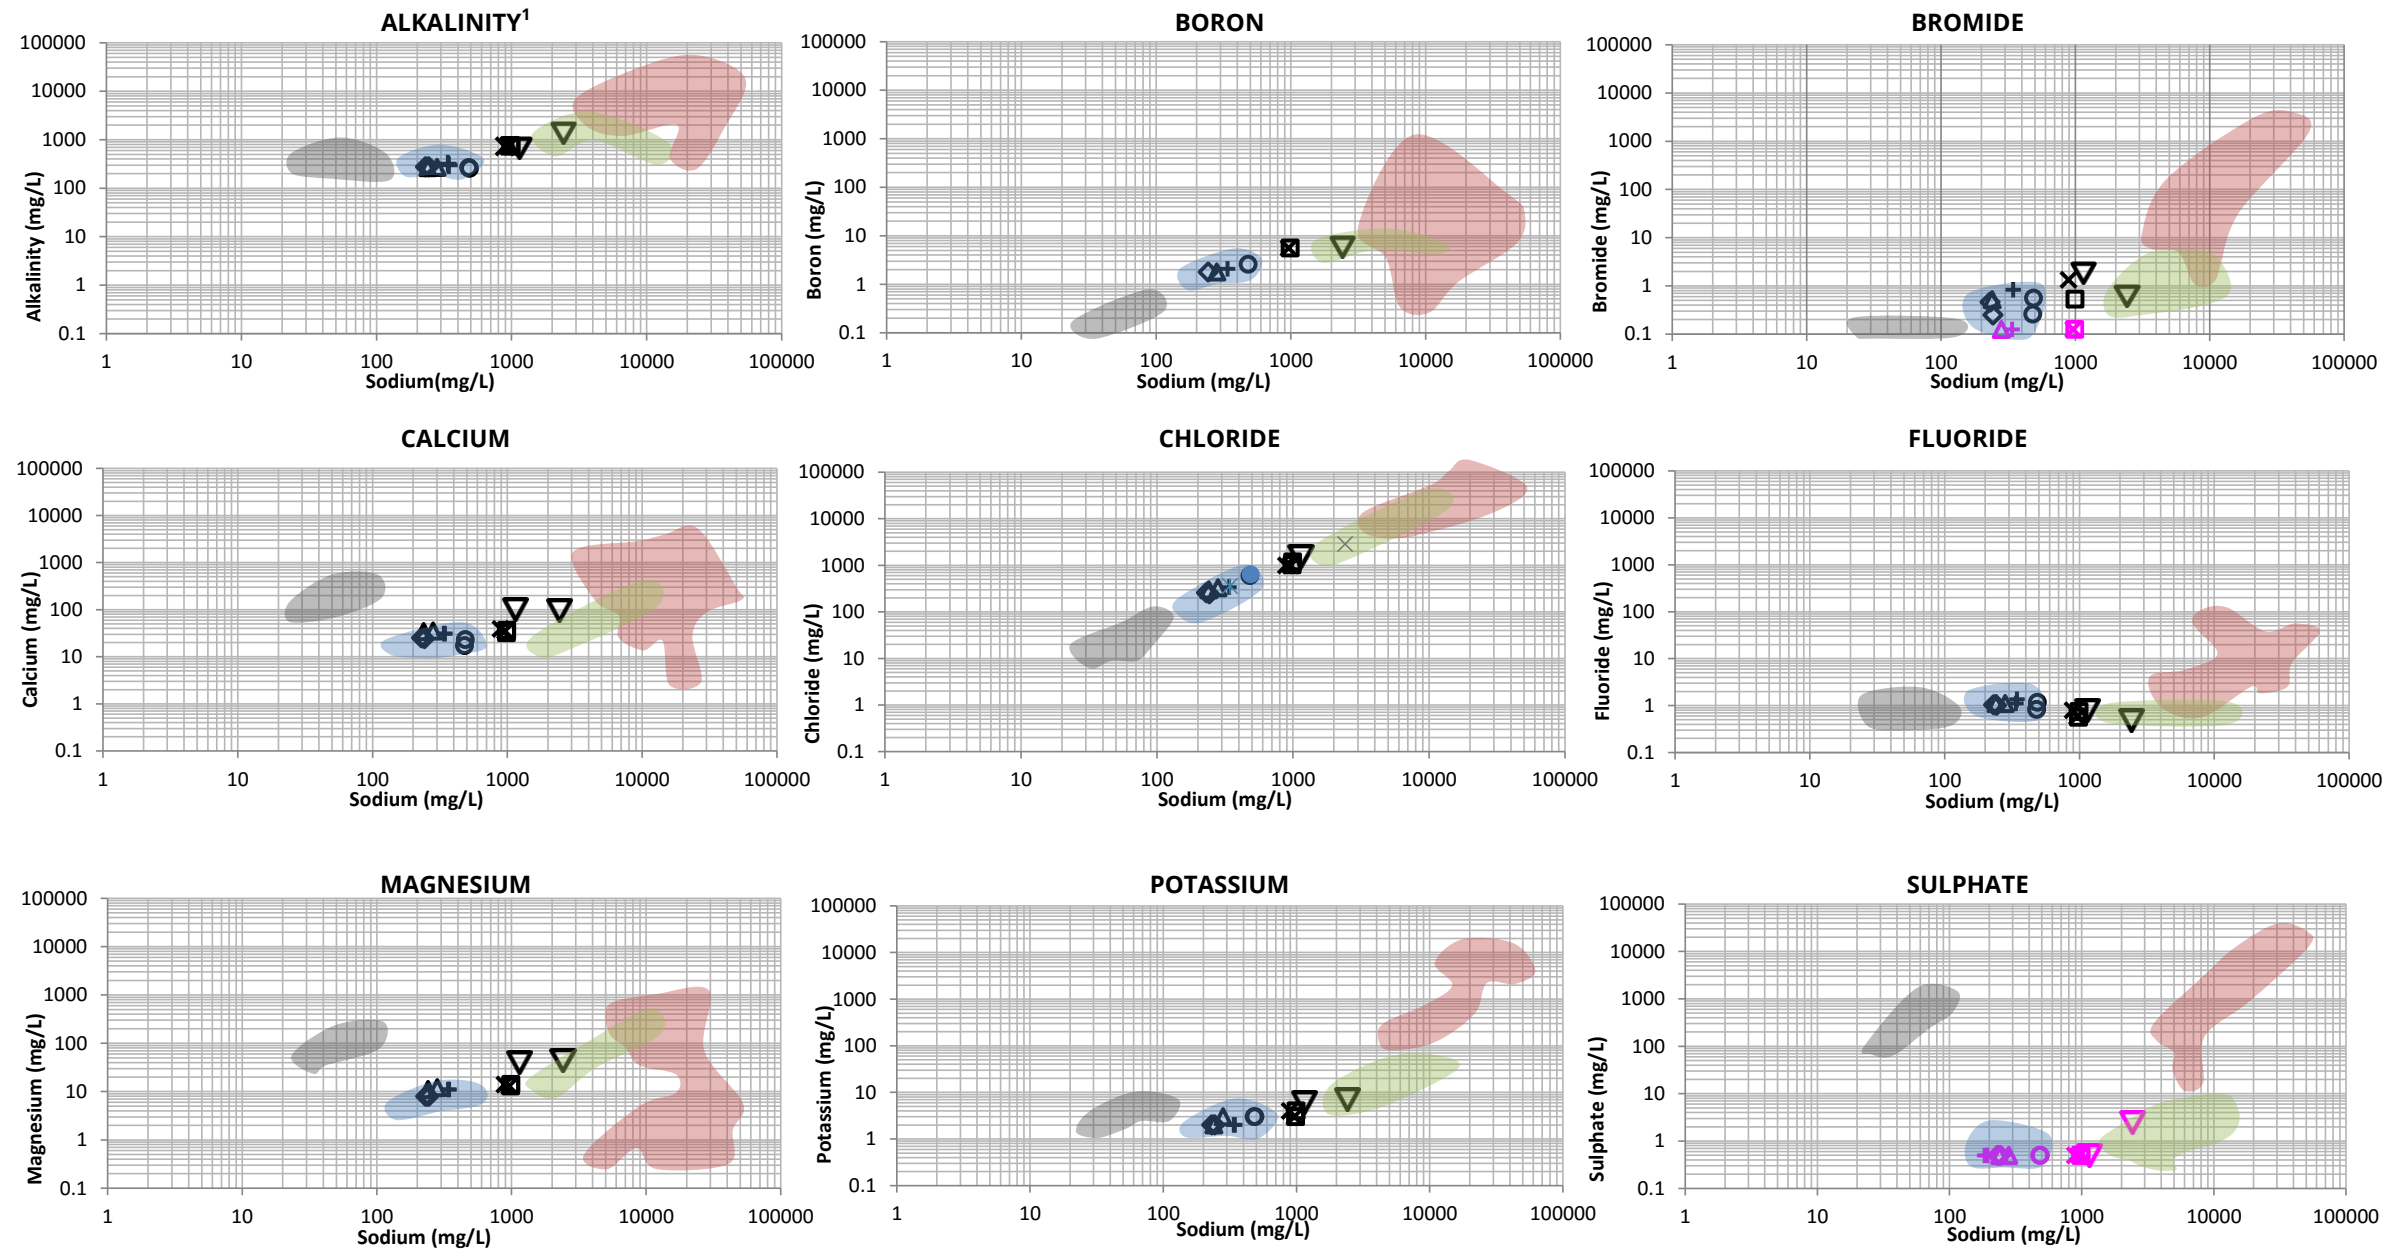 ALKALINITY¹
100000
10000
1000
100
10
1
0.1
Alkalinity (mg/L)
1 10 100 1000 10000 100000
Sodium(mg/L)
BORON
100000
10000
1000
100
10
1
0.1
Boron (mg/L)
1 10 100 1000 10000 100000
Sodium (mg/L)
BROMIDE
100000
10000
1000
100
10
1
0.1
Bromide (mg/L)
1 10 100 1000 10000 100000
Sodium (mg/L)
CALCIUM
100000
10000
1000
100
10
1
0.1
Calcium (mg/L)
1 10 100 1000 10000 100000
Sodium (mg/L)
CHLORIDE
100000
10000
1000
100
10
1
0.1
Chloride (mg/L)
1 10 100 1000 10000 100000
Sodium (mg/L)
FLUORIDE
100000
10000
1000
100
10
1
0.1
Fluoride (mg/L)
1 10 100 1000 10000 100000
Sodium (mg/L)
MAGNESIUM
100000
10000
1000
100
10
1
0.1
Magnesium (mg/L)
1 10 100 1000 10000 100000
Sodium (mg/L)
POTASSIUM
100000
10000
1000
100
10
1
0.1
Potassium (mg/L)
1 10 100 1000 10000 100000
Sodium (mg/L)
SULPHATE
100000
10000
1000
100
10
1
0.1
Sulphate (mg/L)
1 10 100 1000 10000 100000
Sodium (mg/L)